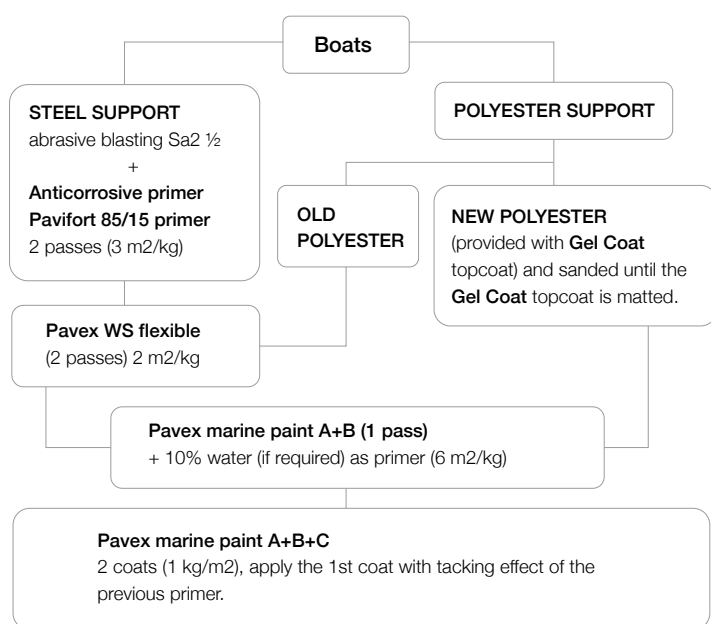 Boats
STEEL SUPPORT
abrasive blasting Sa2 ½
+
Anticorrosive primer
Pavifort 85/15 primer
2 passes (3 m2/kg)
POLYESTER SUPPORT
OLD
POLYESTER
NEW POLYESTER
(provided with Gel Coat
topcoat) and sanded until the
Gel Coat topcoat is matted.
Pavex WS flexible
(2 passes) 2 m2/kg
Pavex marine paint A+B (1 pass)
+ 10% water (if required) as primer (6 m2/kg)
Pavex marine paint A+B+C
2 coats (1 kg/m2), apply the 1st coat with tacking effect of the
previous primer.